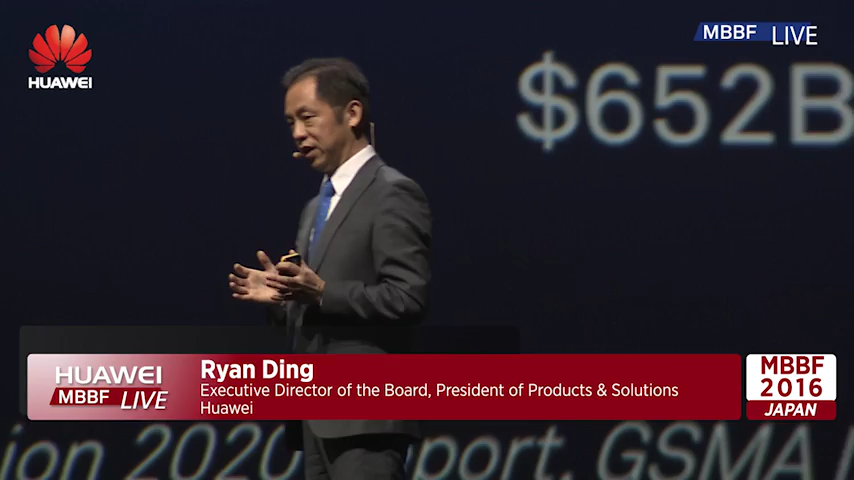 HUAWEI
MBBF LIVE
$652B
HUAWEI
MBBF LIVE
Ryan Ding
Executive Director of the Board, President of Products & Solutions
Huawei
MBBF
2016
JAPAN
2020 GSMA